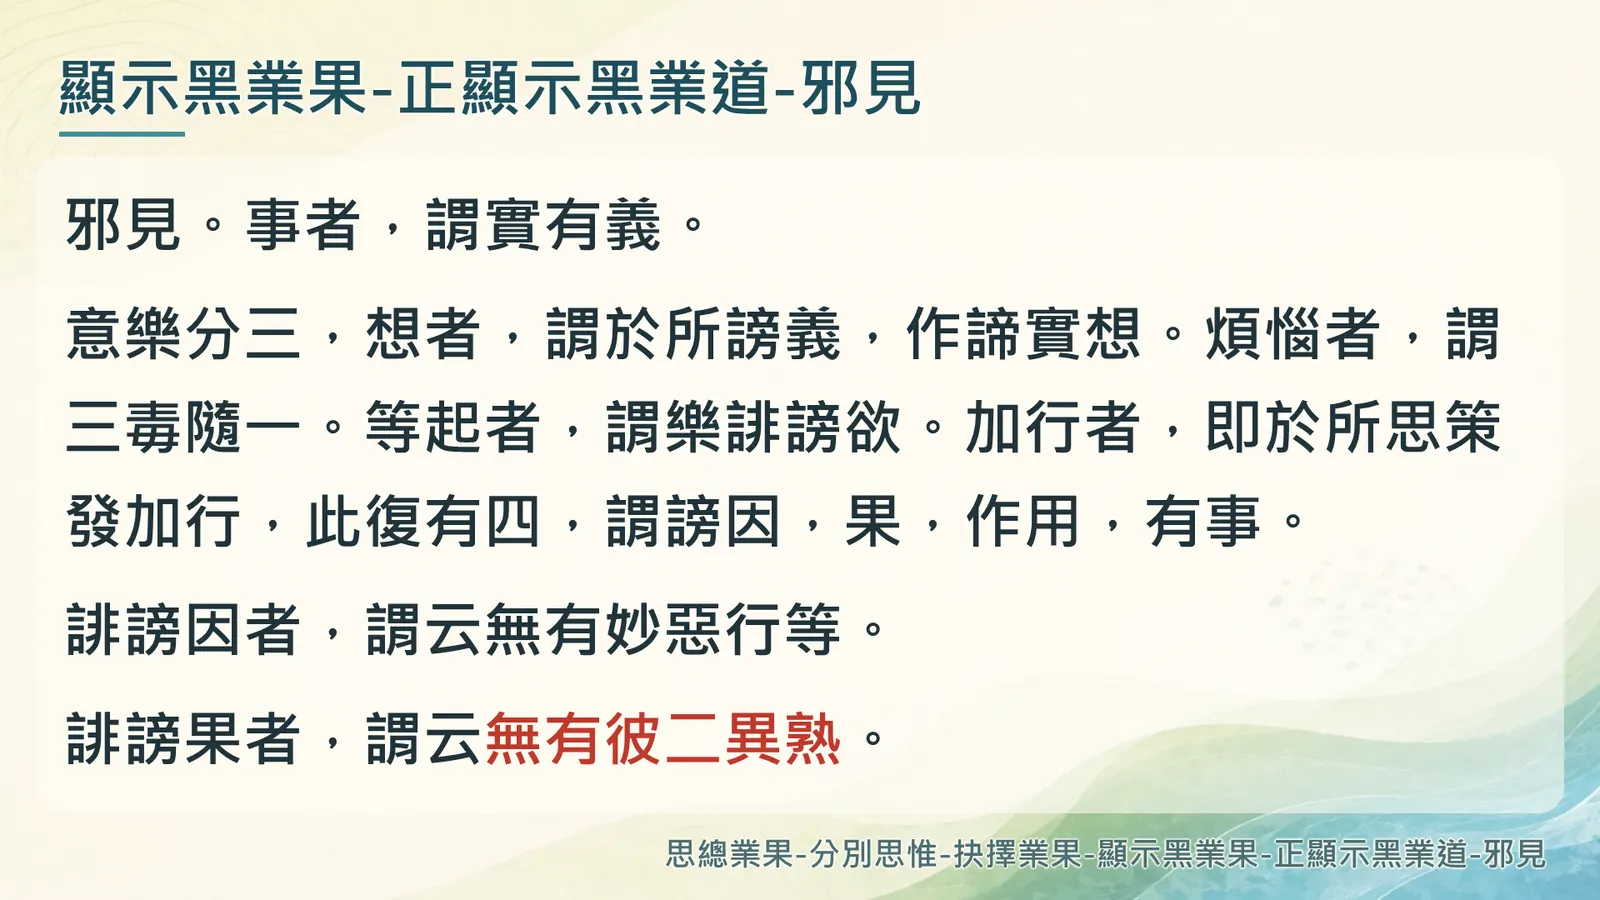 顯示黑業果-正顯示黑業道-邪見
邪見。事者，謂實有義。
意樂分三，想者，謂於所謗義，作諦實想。煩惱者，謂
三毒隨一。等起者，謂樂誹謗欲。加行者，即於所思策
發加行，此復有四，謂謗因，果，作用，有事。
誹謗因者，謂云無有妙惡行等。
誹謗果者，謂云無有彼二異熟。
思總業果-分別思惟-抉擇業果-顯示黑業果-正顯示黑業道-邪見